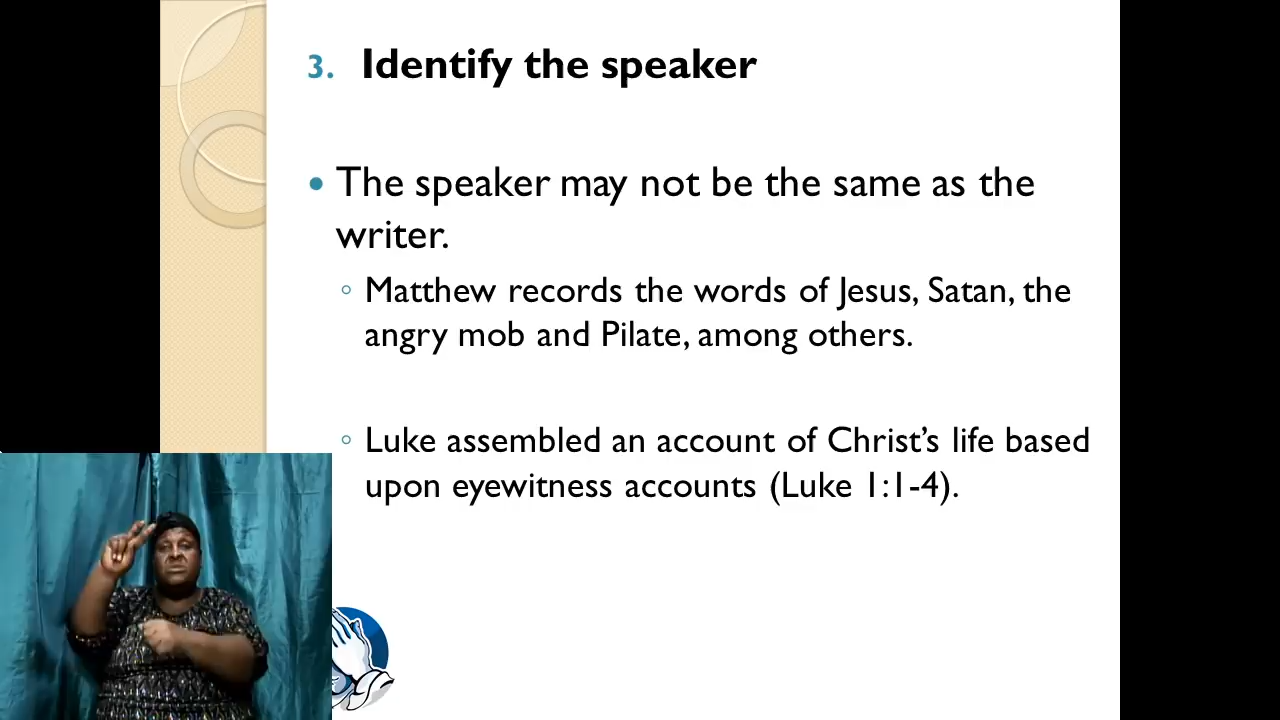 3. Identify the speaker
• The speaker may not be the same as the
writer.
◦ Matthew records the words of Jesus, Satan, the
angry mob and Pilate, among others.
◦ Luke assembled an account of Christ’s life based
upon eyewitness accounts (Luke 1:1-4).